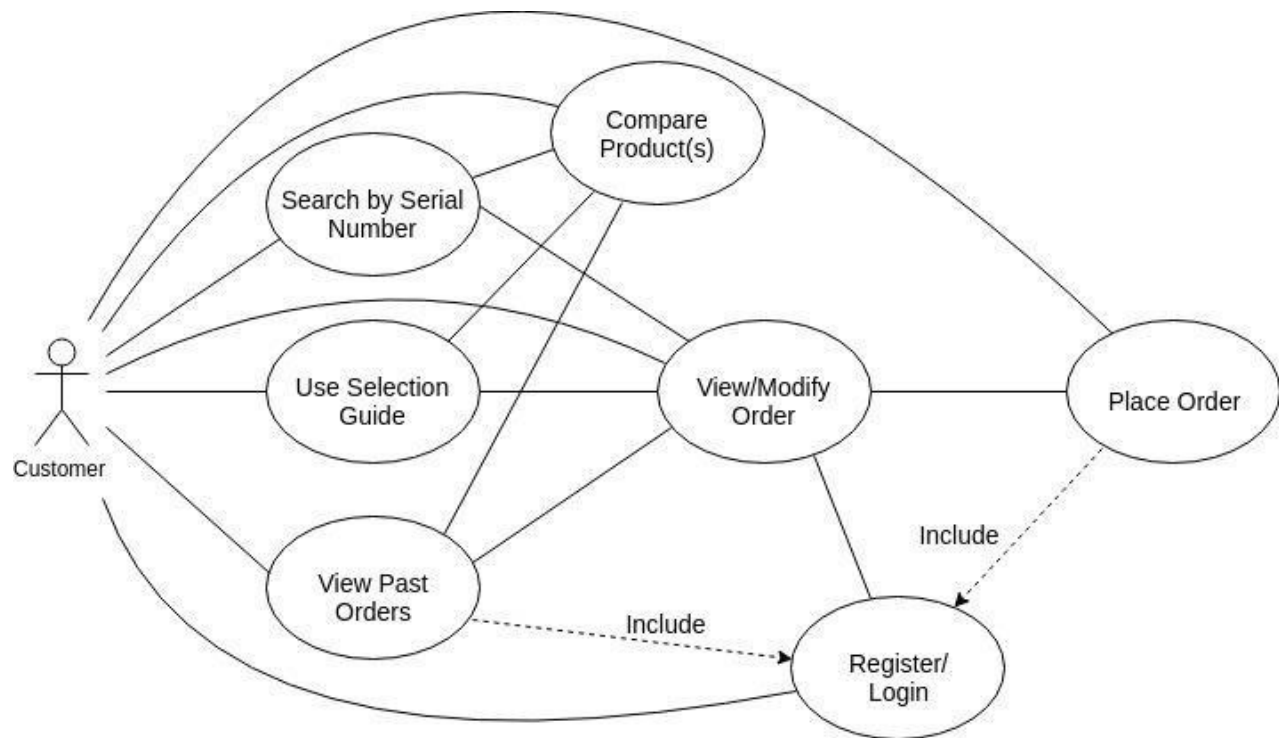 Compare
Product(s)
Search by Serial
Number
Use Selection
Guide
View/Modify
Order
Place Order
Customer
Include
View Past
Orders
Include
Register/
Login